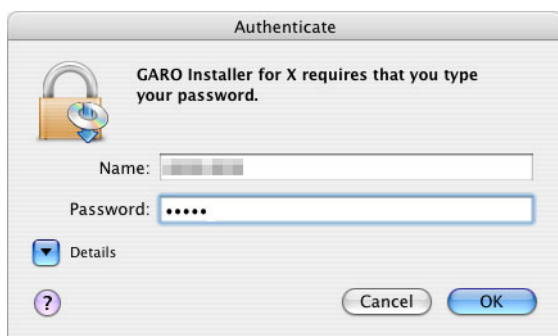 Authenticate
GARO Installer for X requires that you type
your password.
Name:
Password: •••••
Details
?
Cancel
OK